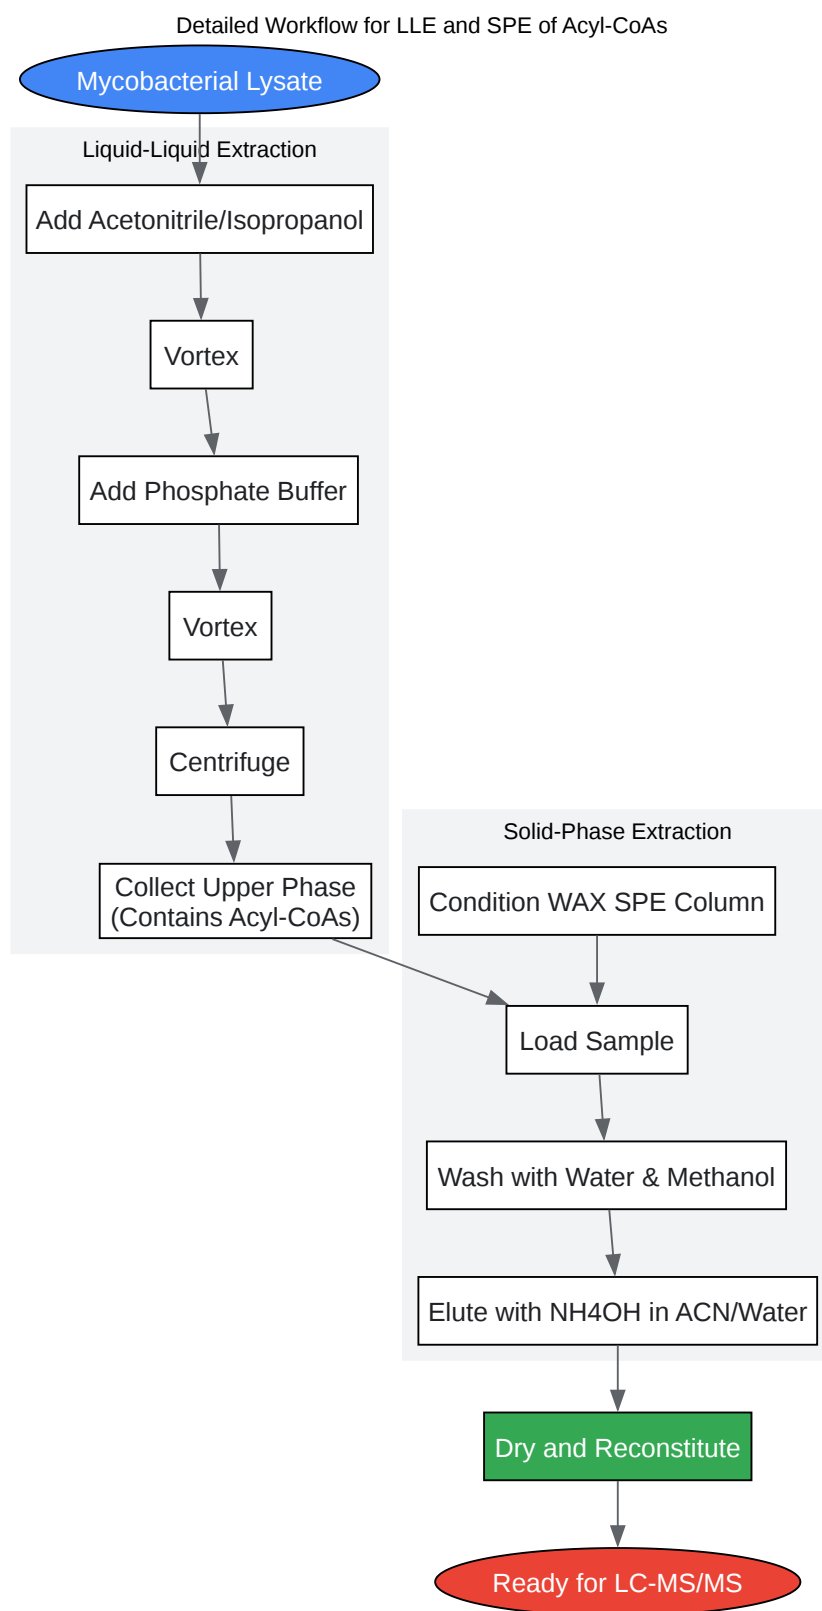 Detailed Workflow for LLE and SPE of Acyl-CoAs
Mycobacterial Lysate
Liquid-Liquid Extraction
Add Acetonitrile/Isopropanol
Vortex
Add Phosphate Buffer
Vortex
Centrifuge
Collect Upper Phase
(Contains Acyl-CoAs)
Solid-Phase Extraction
Condition WAX SPE Column
Load Sample
Wash with Water & Methanol
Elute with NH4OH in ACN/Water
Dry and Reconstitute
Ready for LC-MS/MS